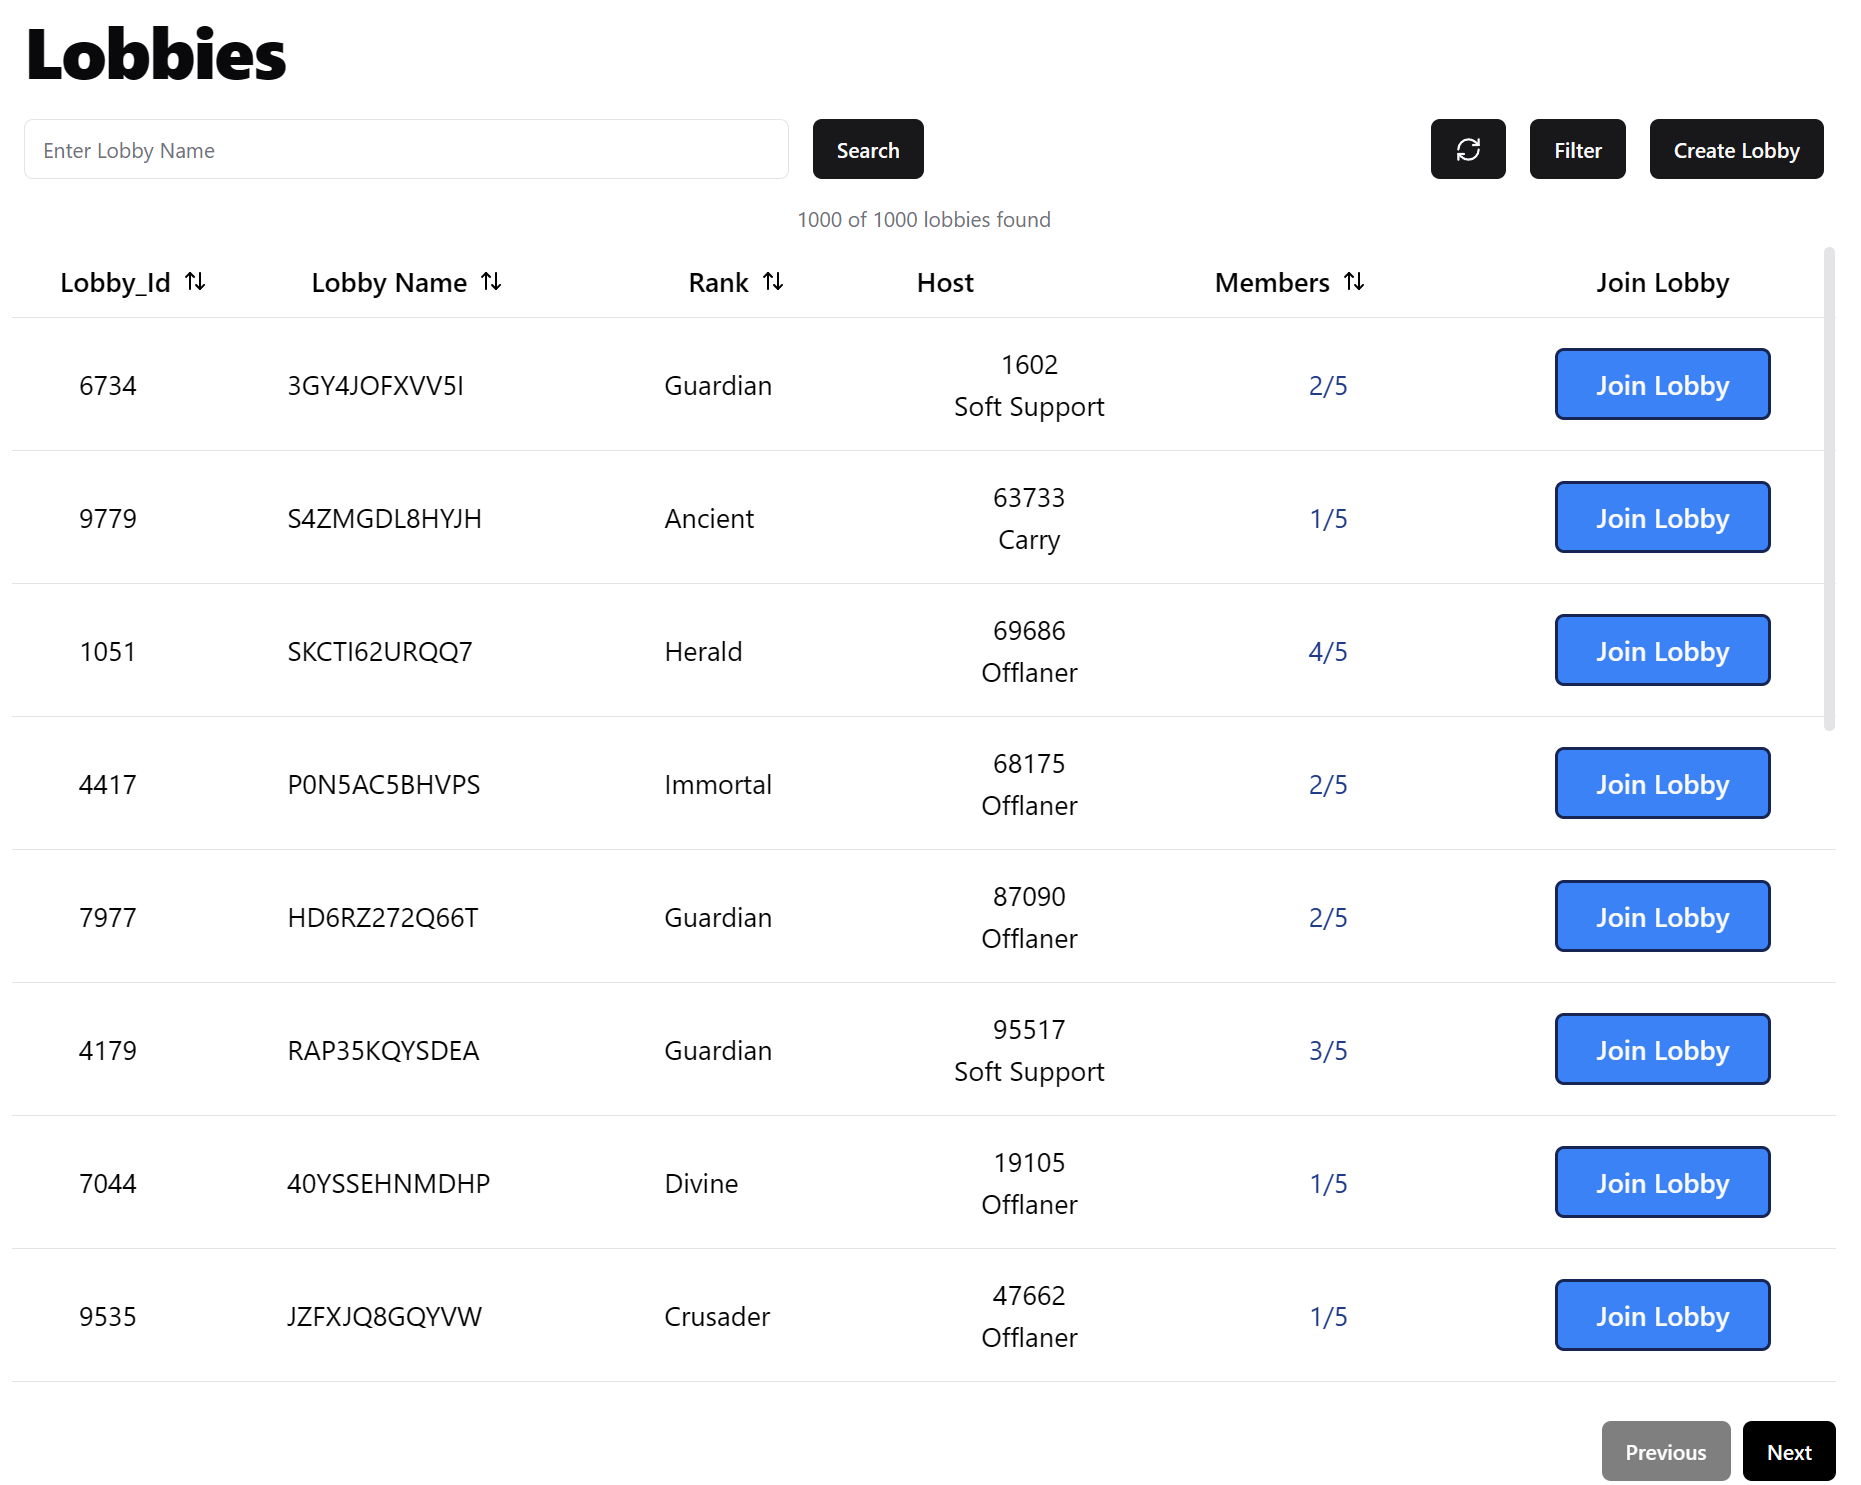 Lobbies
Enter Lobby Name Search Filter Create Lobby
1000 of 1000 lobbies found
Lobby_Id Lobby Name Rank Host Members Join Lobby
6734 3GY4JOFXVV5I Guardian 1602 Soft Support 2/5 Join Lobby
9779 S4ZMGDL8HYJH Ancient 63733 Carry 1/5 Join Lobby
1051 SKCTI62URQQ7 Herald 69686 Offlaner 4/5 Join Lobby
4417 P0N5AC5BHVPS Immortal 68175 Offlaner 2/5 Join Lobby
7977 HD6RZ272Q66T Guardian 87090 Offlaner 2/5 Join Lobby
4179 RAP35KQYSDEA Guardian 95517 Soft Support 3/5 Join Lobby
7044 40YSSEHNMDHP Divine 19105 Offlaner 1/5 Join Lobby
9535 JZFXJQ8GQYVW Crusader 47662 Offlaner 1/5 Join Lobby
Previous Next